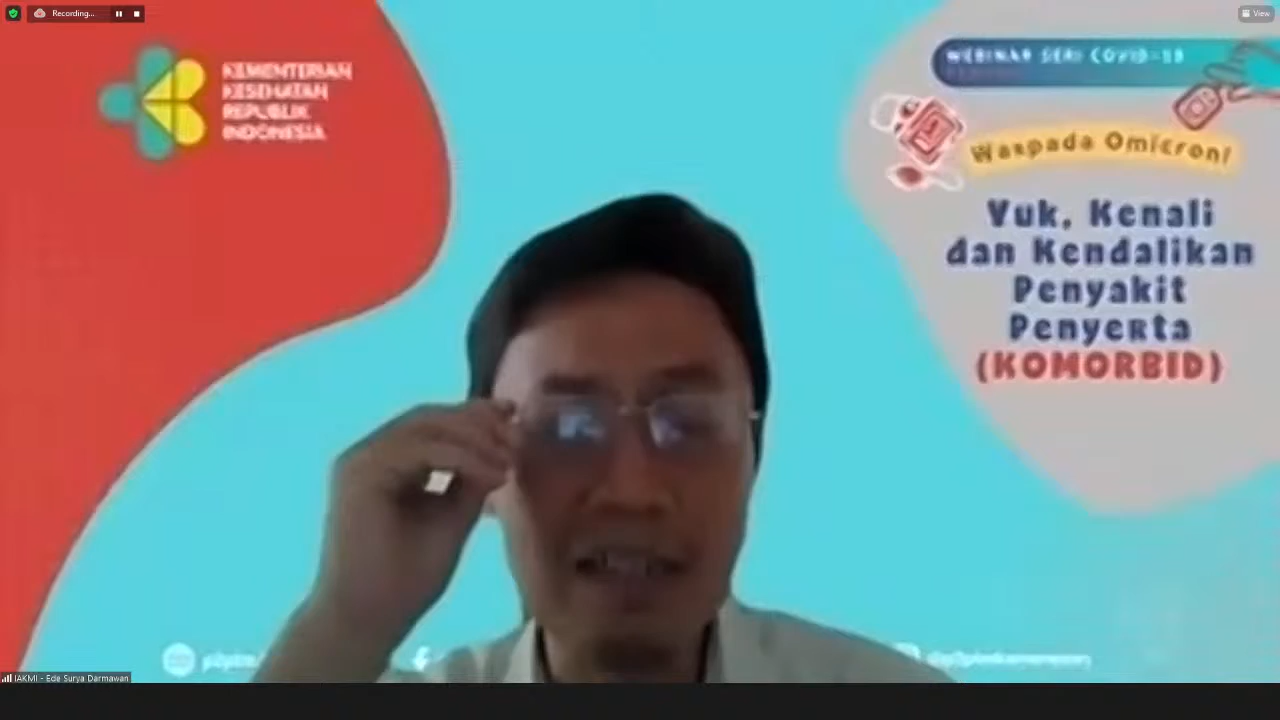 Recording...
View
KEMENTERIAN
KESEHATAN
REPUBLIK
INDONESIA
WEBINAR SERI COVID-19
Waspada Omicron!
Yuk, Kenali
dan Kendalikan
Penyakit
Penyerta
(KOMORBID)
IAKMI - Ede Surya Darmawan